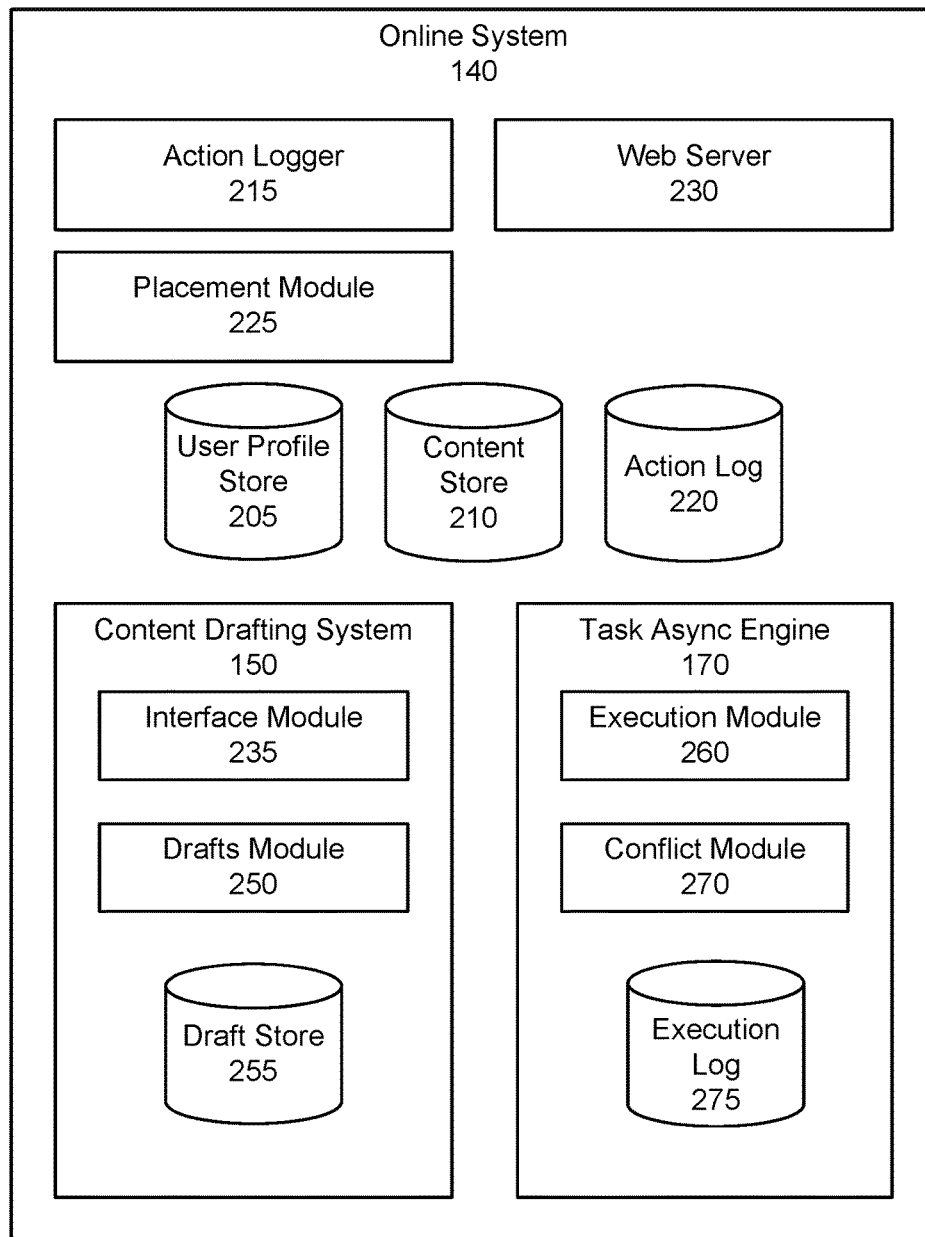 Online System
140
Action Logger
215
Web Server
230
Placement Module
225
User Profile
Store
205
Content
Store
210
Action Log
220
Content Drafting System
150
Interface Module
235
Drafts Module
250
Draft Store
255
Task Async Engine
170
Execution Module
260
Conflict Module
270
Execution
Log
275